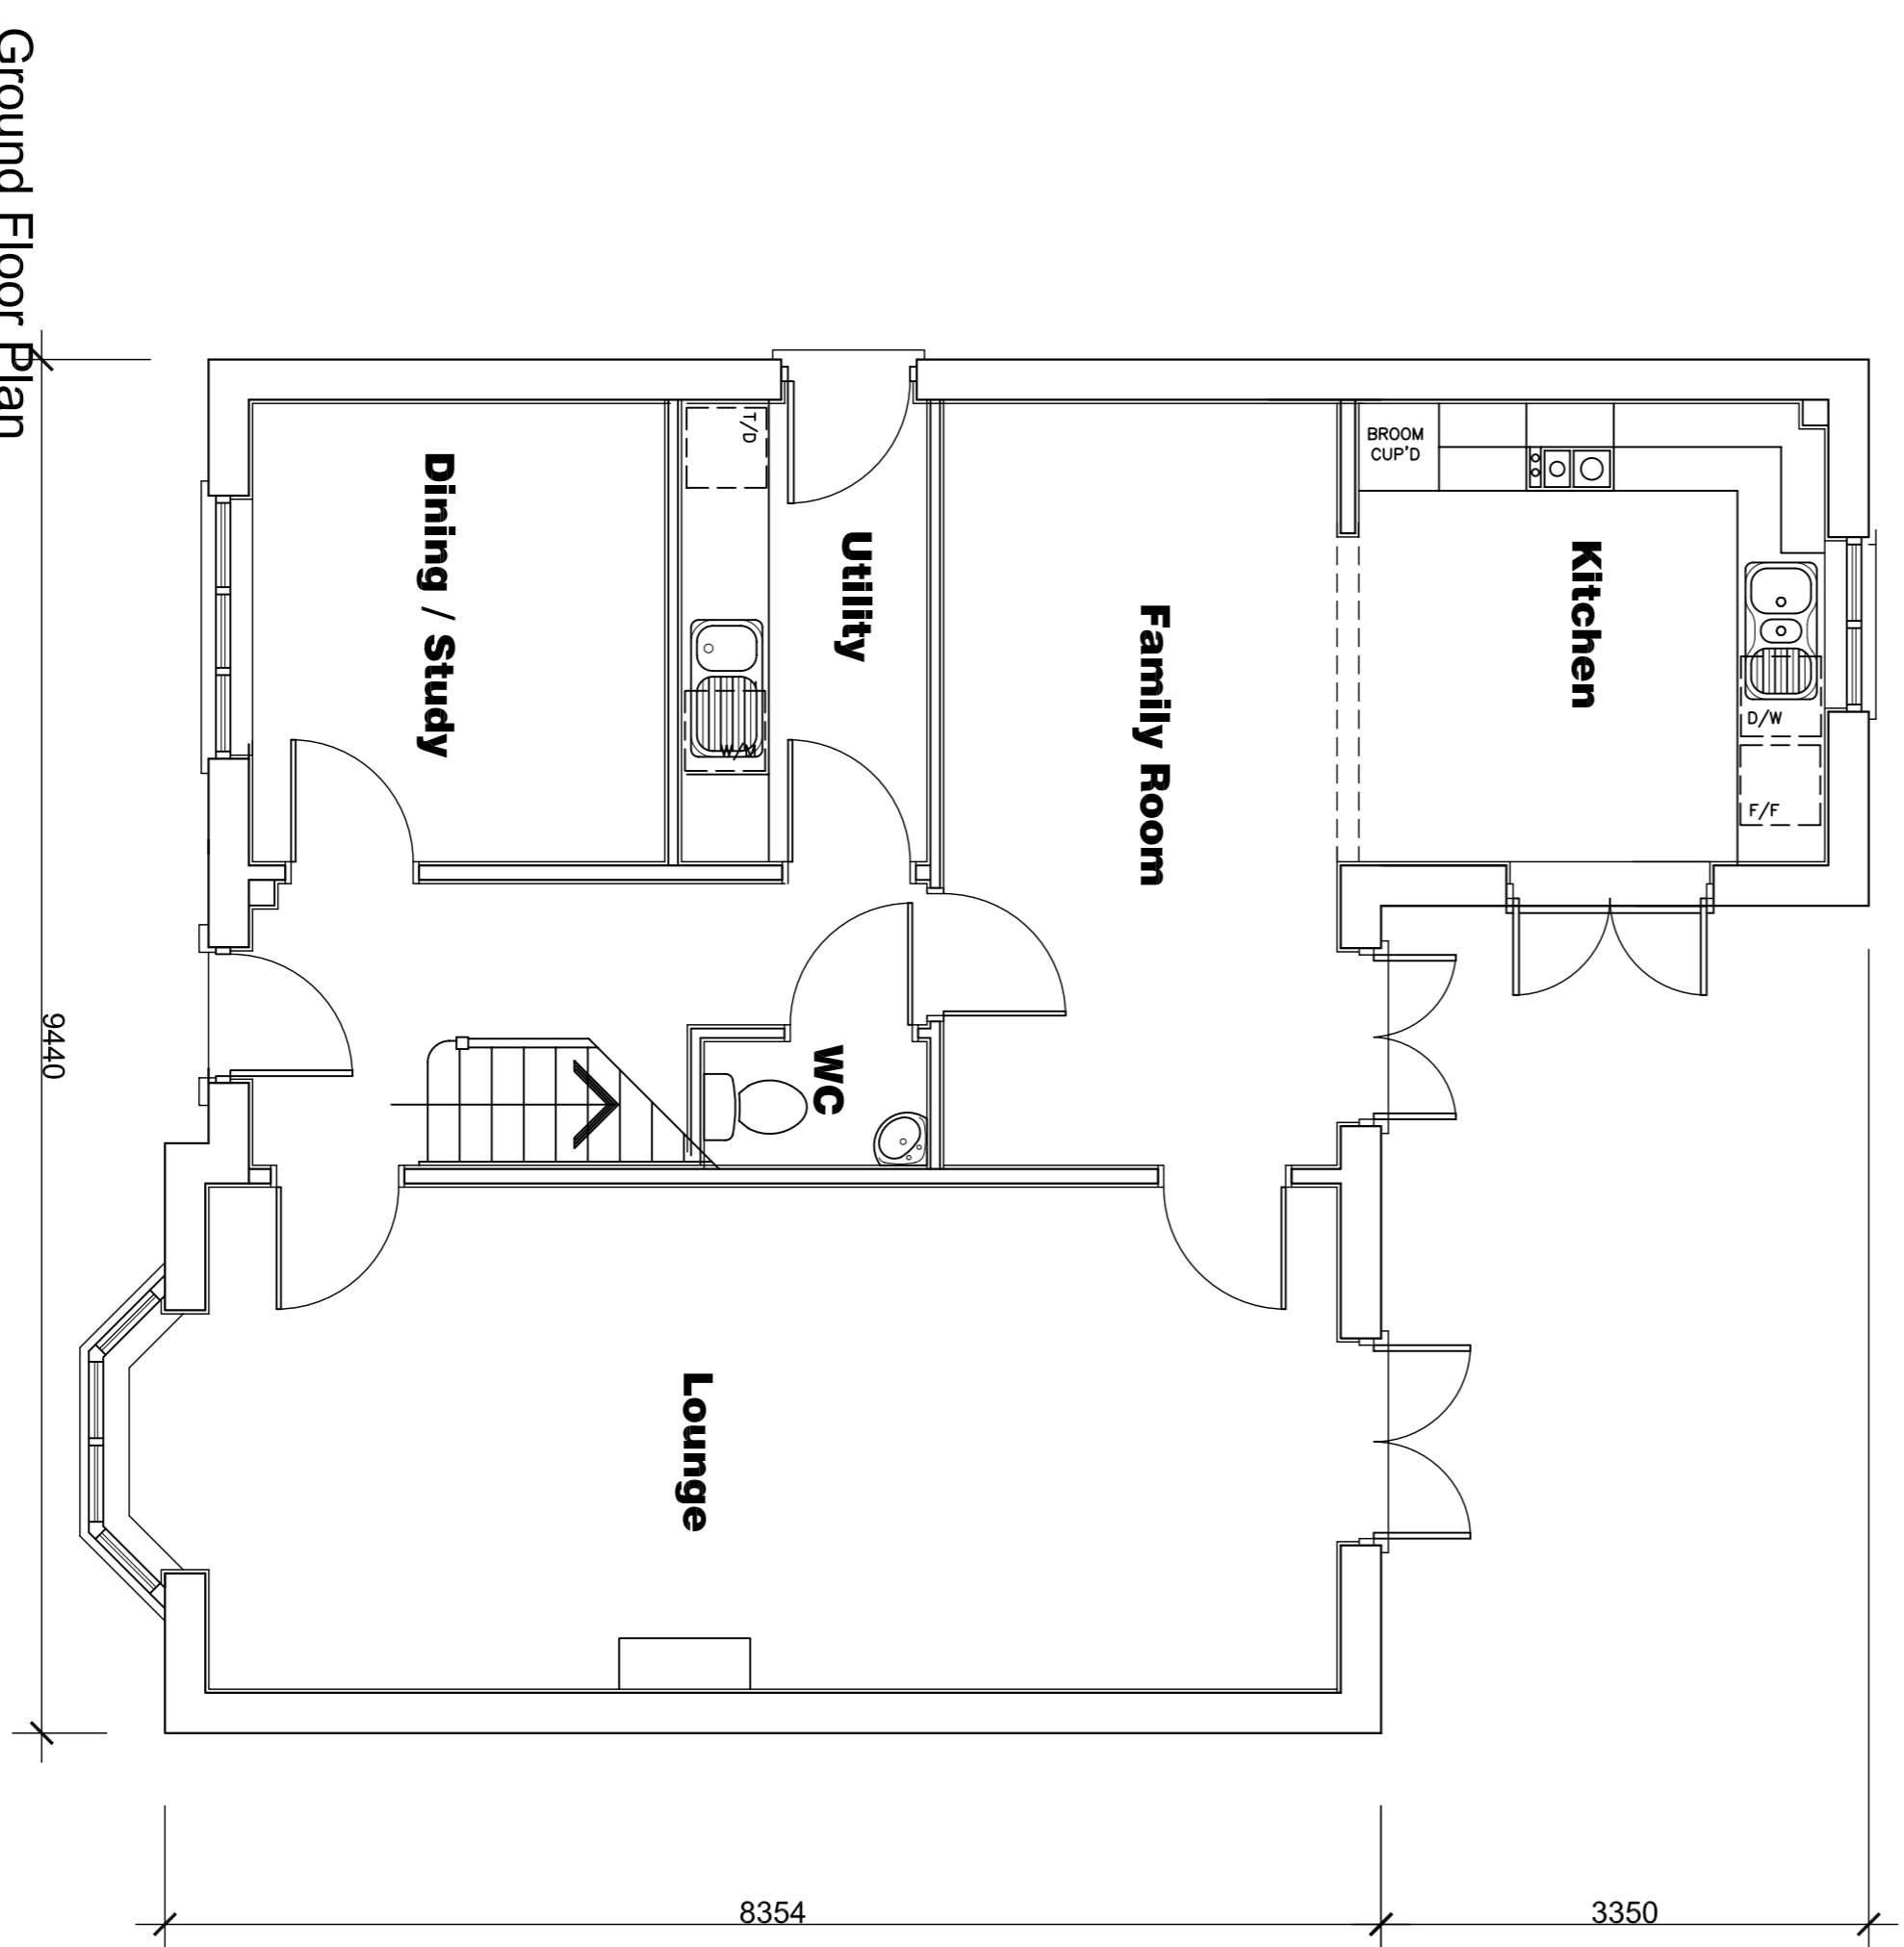 Ground Floor Plan
BROOM
CUP'D
T/D
Dining / Study
Utility
Kitchen
Family Room
D/W
W/M
F/F
9440
WC
Lounge
8354
3350